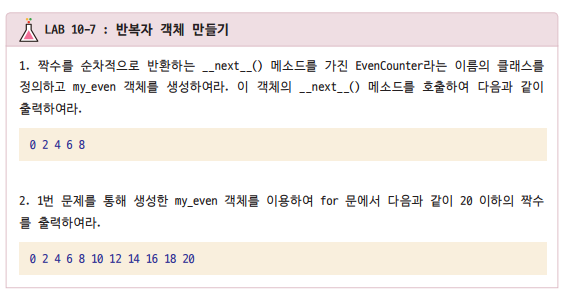 LAB 10-7 : 반복자 객체 만들기
1. 짝수를 순차적으로 반환하는 __next__() 메소드를 가진 EvenCounter라는 이름의 클래스를
정의하고 my_even 객체를 생성하여라. 이 객체의 __next__() 메소드를 호출하여 다음과 같이
출력하여라.
0 2 4 6 8
2. 1번 문제를 통해 생성한 my_even 객체를 이용하여 for 문에서 다음과 같이 20 이하의 짝수
를 출력하여라.
0 2 4 6 8 10 12 14 16 18 20